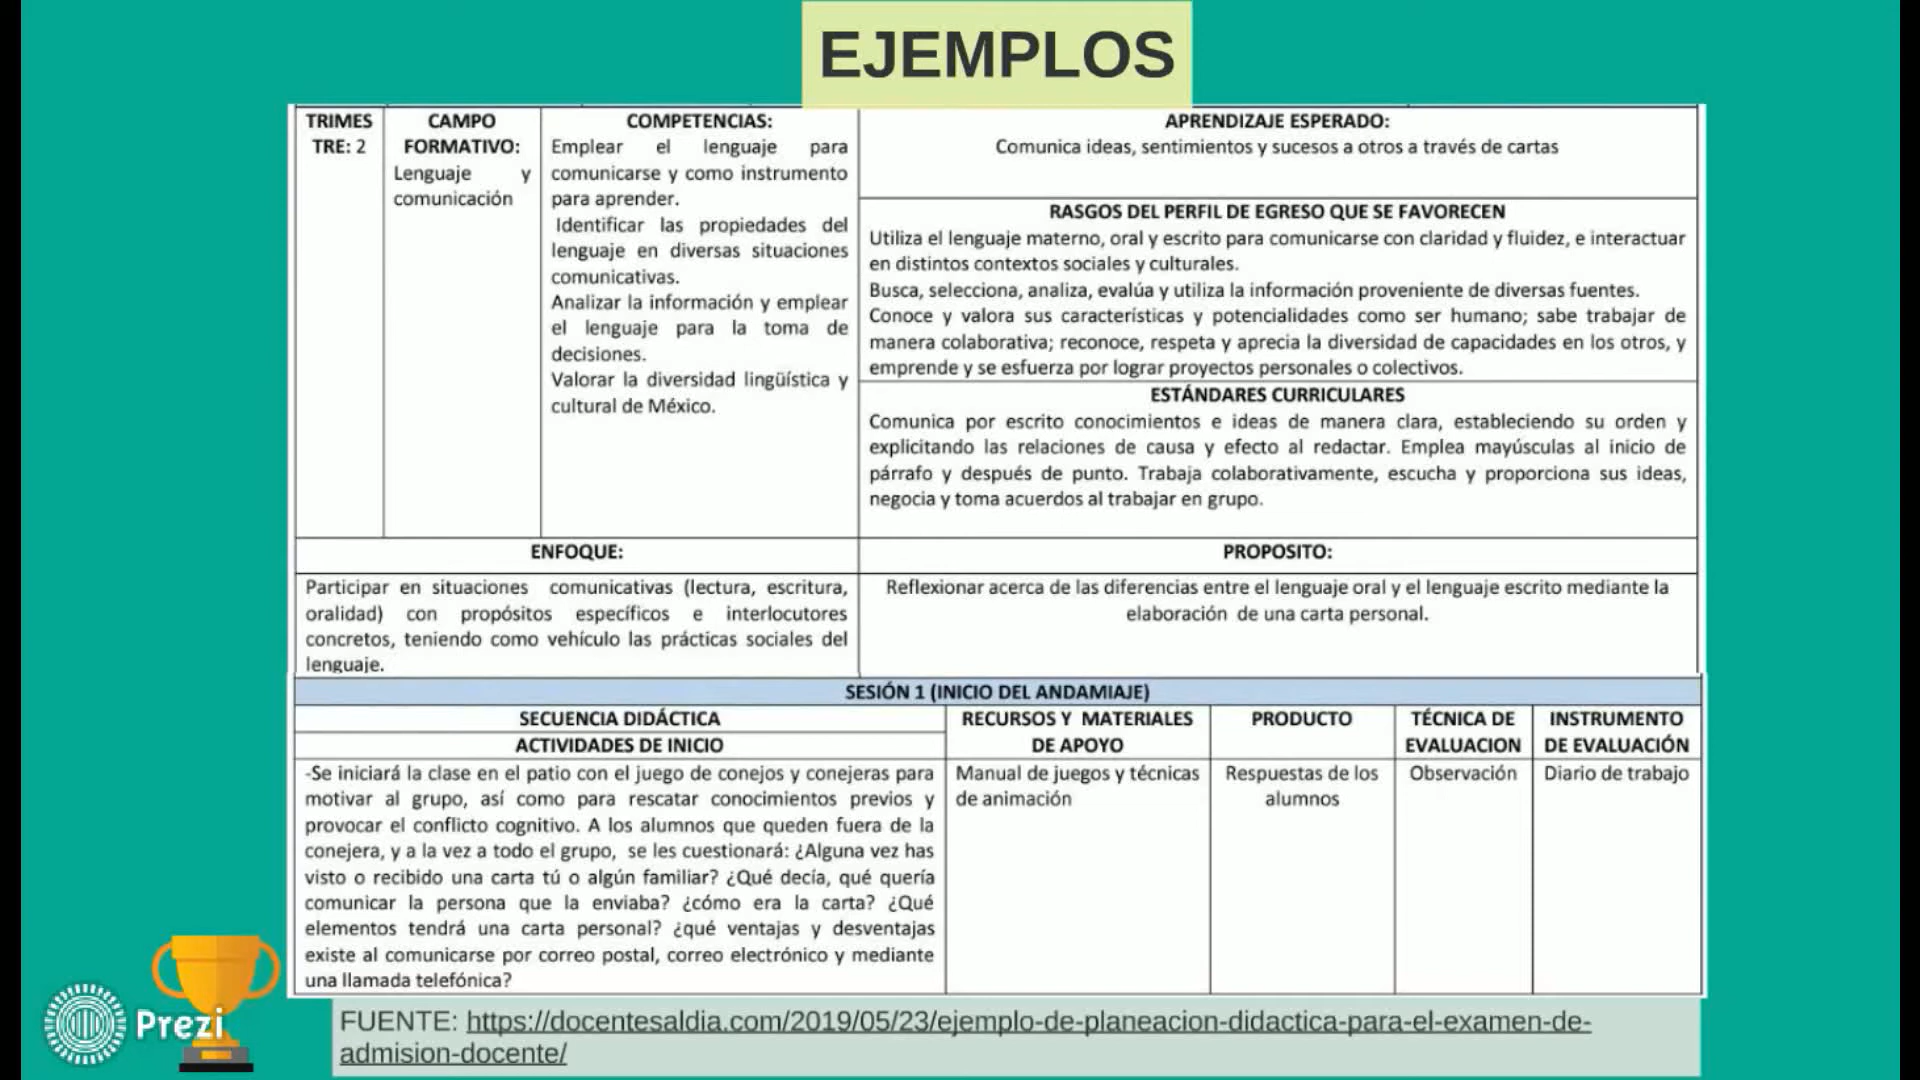 EJEMPLOS
TRIMES
TRE: 2
CAMPO
FORMATIVO:
Lenguaje y
comunicación
COMPETENCIAS:
Emplear el lenguaje para
comunicarse y como instrumento
para aprender.
Identificar las propiedades del
lenguaje en diversas situaciones
comunicativas.
Analizar la información y emplear
el lenguaje para la toma de
decisiones.
Valorar la diversidad lingüística y
cultural de México.
APRENDIZAJE ESPERADO:
Comunica ideas, sentimientos y sucesos a otros a través de cartas
RASGOS DEL PERFIL DE EGRESO QUE SE FAVORECEN
Utiliza el lenguaje materno, oral y escrito para comunicarse con claridad y fluidez, e interactuar
en distintos contextos sociales y culturales.
Busca, selecciona, analiza, evalúa y utiliza la información proveniente de diversas fuentes.
Conoce y valora sus características y potencialidades como ser humano; sabe trabajar de
manera colaborativa; reconoce, respeta y aprecia la diversidad de capacidades en los otros, y
emprende y se esfuerza por lograr proyectos personales o colectivos.
ESTÁNDARES CURRICULARES
Comunica por escrito conocimientos e ideas de manera clara, estableciendo su orden y
explicitando las relaciones de causa y efecto al redactar. Emplea mayúsculas al inicio de
párrafo y después de punto. Trabaja colaborativamente, escucha y proporciona sus ideas,
negocia y toma acuerdos al trabajar en grupo.
ENFOQUE:
Participar en situaciones comunicativas (lectura, escritura,
oralidad) con propósitos específicos e interlocutores
concretos, teniendo como vehículo las prácticas sociales del
lenguaje.
PROPOSITO:
Reflexionar acerca de las diferencias entre el lenguaje oral y el lenguaje escrito mediante la
elaboración de una carta personal.
SESIÓN 1 (INICIO DEL ANDAMIAJE)
SECUENCIA DIDÁCTICA
ACTIVIDADES DE INICIO
RECURSOS Y MATERIALES
DE APOYO
PRODUCTO
TÉCNICA DE
EVALUACION
INSTRUMENTO
DE EVALUACIÓN
-Se iniciará la clase en el patio con el juego de conejos y conejeras para
motivar al grupo, así como para rescatar conocimientos previos y
provocar el conflicto cognitivo. A los alumnos que queden fuera de la
conejera, y a la vez a todo el grupo, se les cuestionará: ¿Alguna vez has
visto o recibido una carta tú o algún familiar? ¿Qué decía, qué quería
comunicar la persona que la enviaba? ¿cómo era la carta? ¿Qué
elementos tendrá una carta personal? ¿qué ventajas y desventajas
existe al comunicarse por correo postal, correo electrónico y mediante
una llamada telefónica?
Manual de juegos y técnicas
de animación
Respuestas de los
alumnos
Observación
Diario de trabajo
Prezi
FUENTE: https://docentesaldia.com/2019/05/23/ejemplo-de-planeacion-didactica-para-el-examen-de-
admision-docente/